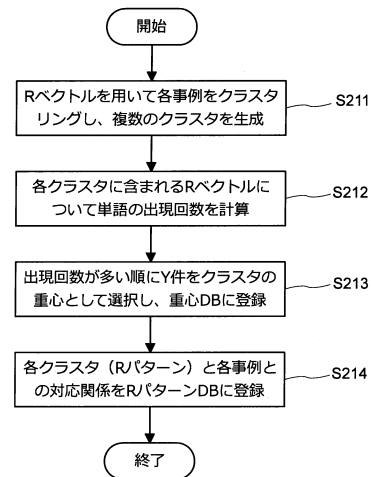 開始
Rベクトルを用いて各事例をクラスタ
リングし、複数のクラスタを生成
S211
各クラスタに含まれるRベクトルに
ついて単語の出現回数を計算
S212
出現回数が多い順にY件をクラスタの
重心として選択し、重心DBに登録
S213
各クラスタ（Rパターン）と各事例と
の対応関係をRパターンDBに登録
S214
終了